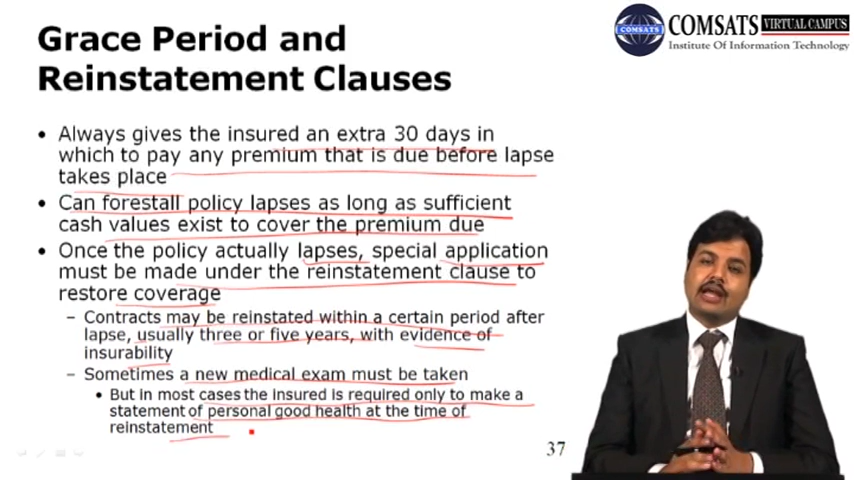 Grace Period and
Reinstatement Clauses
COMSATS VIRTUAL CAMPUS
Institute Of Information Technology
COMSATS
• Always gives the insured an extra 30 days in
which to pay any premium that is due before lapse
takes place
• Can forestall policy lapses as long as sufficient
cash values exist to cover the premium due
• Once the policy actually lapses, special application
must be made under the reinstatement clause to
restore coverage
– Contracts may be reinstated within a certain period after
lapse, usually three or five years, with evidence of
insurability
– Sometimes a new medical exam must be taken
• But in most cases the insured is required only to make a
statement of personal good health at the time of
reinstatement
37